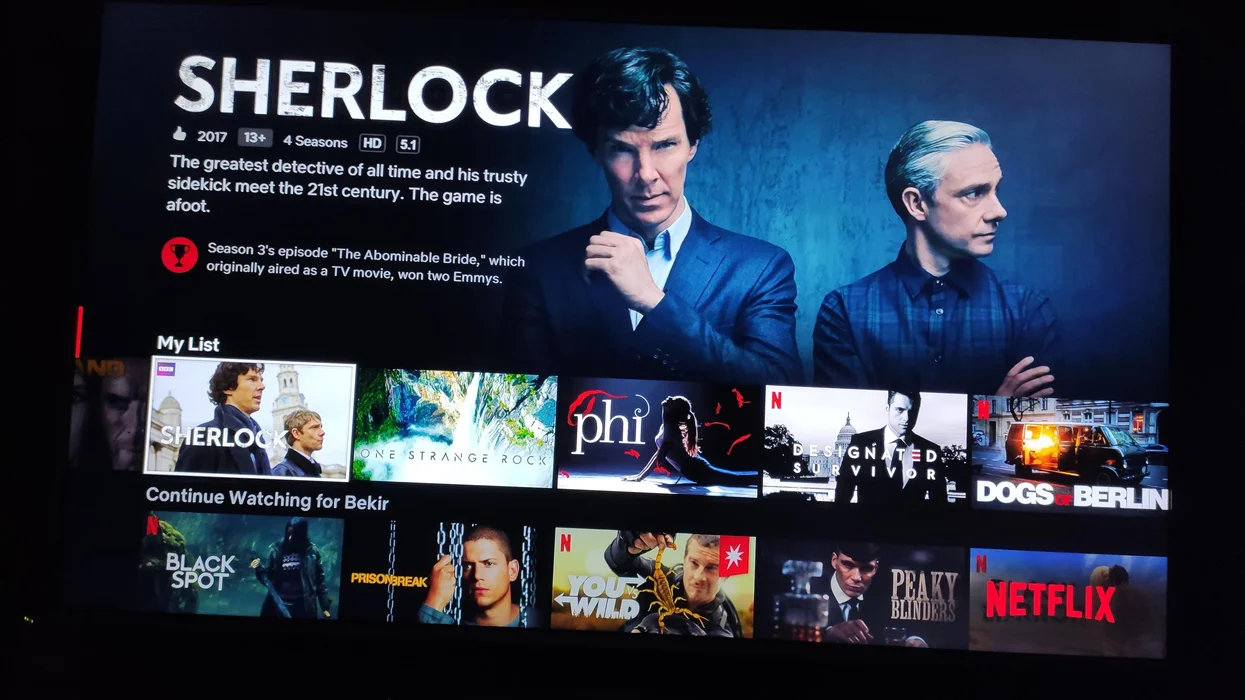 SHERLOCK
2017 13+ 4 Seasons HD 5.1
The greatest detective of all time and his trusty
sidekick meet the 21st century. The game is
afoot.
Season 3's episode "The Abominable Bride," which
originally aired as a TV movie, won two Emmys.
My List
AND
BBC
SHERLOCK
ONE STRANGE ROCK
phi
N
DESIGNATED
SURVIVOR
N
DOGS OF BERLIN
Continue Watching for Bekir
N
BLACK
SPOT
PRISON BREAK
N
YOU VS
WILD
PEAKY
BLINDERS
N
NETFLIX